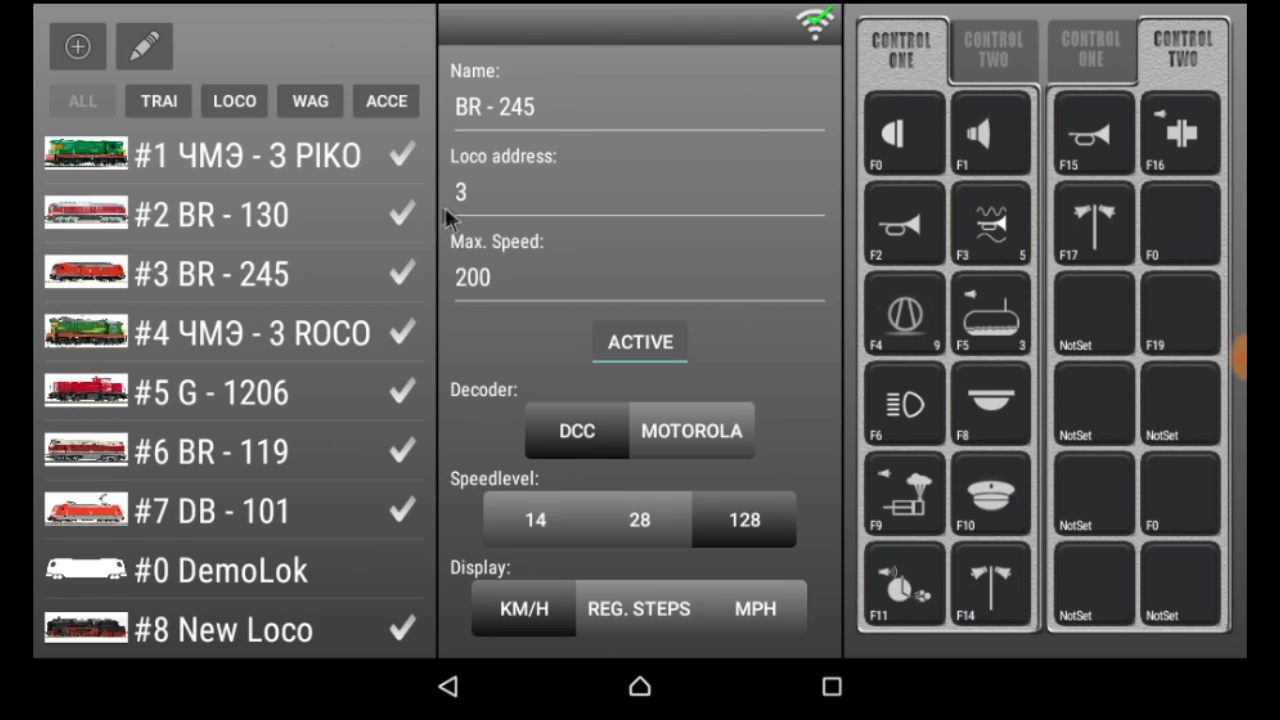 ALL TRAI LOCO WAG ACCE
#1 ЧМЭ - 3 PIKO
#2 BR - 130
#3 BR - 245
#4 ЧМЭ - 3 ROCO
#5 G - 1206
#6 BR - 119
#7 DB - 101
#0 DemoLok
#8 New Loco
Name:
BR - 245
Loco address:
3
Max. Speed:
200
ACTIVE
Decoder:
DCC MOTOROLA
Speedlevel:
14 28 128
Display:
KM/H REG. STEPS MPH
CONTROL ONE
CONTROL TWO
F0 F1
F2 F3 5
F4 9 F5 3
F6 F8
F9 F10
F11 F14
CONTROL ONE
CONTROL TWO
F15 F16
F17 F0
NotSet F19
NotSet NotSet
NotSet F0
NotSet NotSet